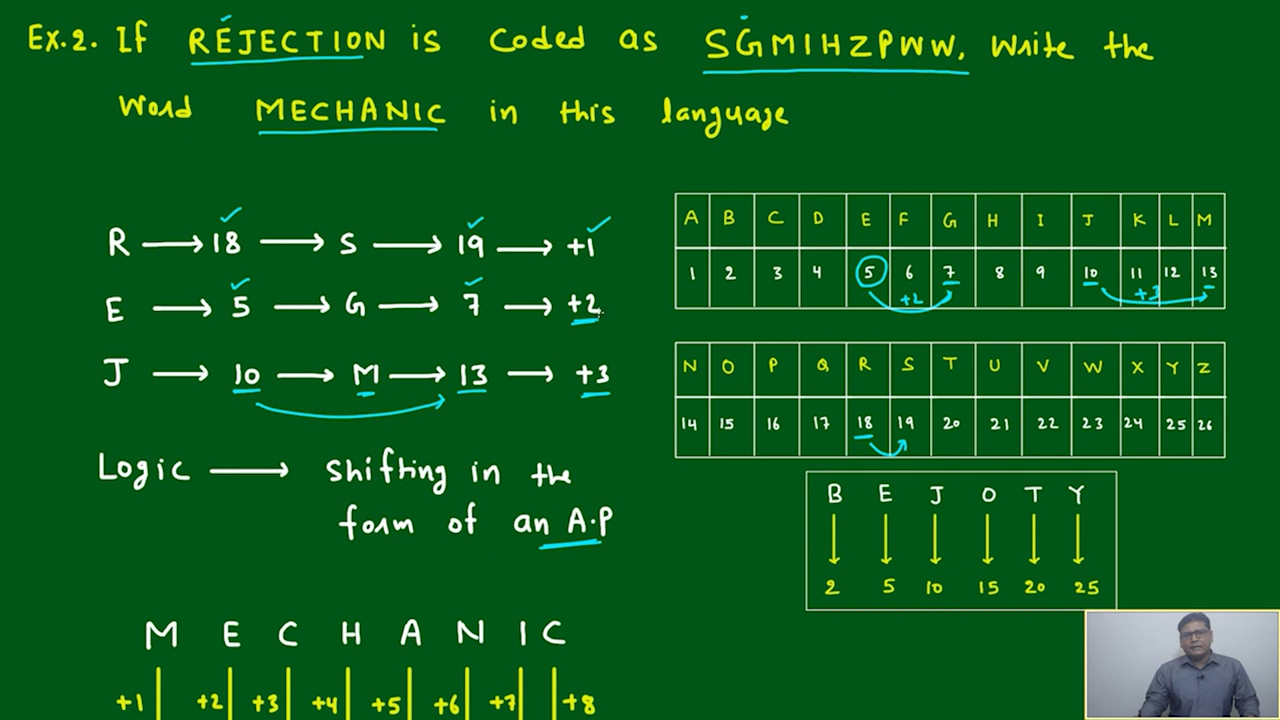 Ex.2. If REJECTION is coded as SGMIHZPWW, Write the
Word MECHANIC in this language
R → 18 → S → 19 → +1
E → 5 → G → 7 → +2
J → 10 → M → 13 → +3
Logic → Shifting in the
form of an A.P
M E C H A N I C
+1 +2 +3 +4 +5 +6 +7 +8
A B C D E F G H I J K L M
1 2 3 4 5 6 7 8 9 10 11 12 13
+2 +3
N O P Q R S T U V W X Y Z
14 15 16 17 18 19 20 21 22 23 24 25 26
B E J O T Y
2 5 10 15 20 25